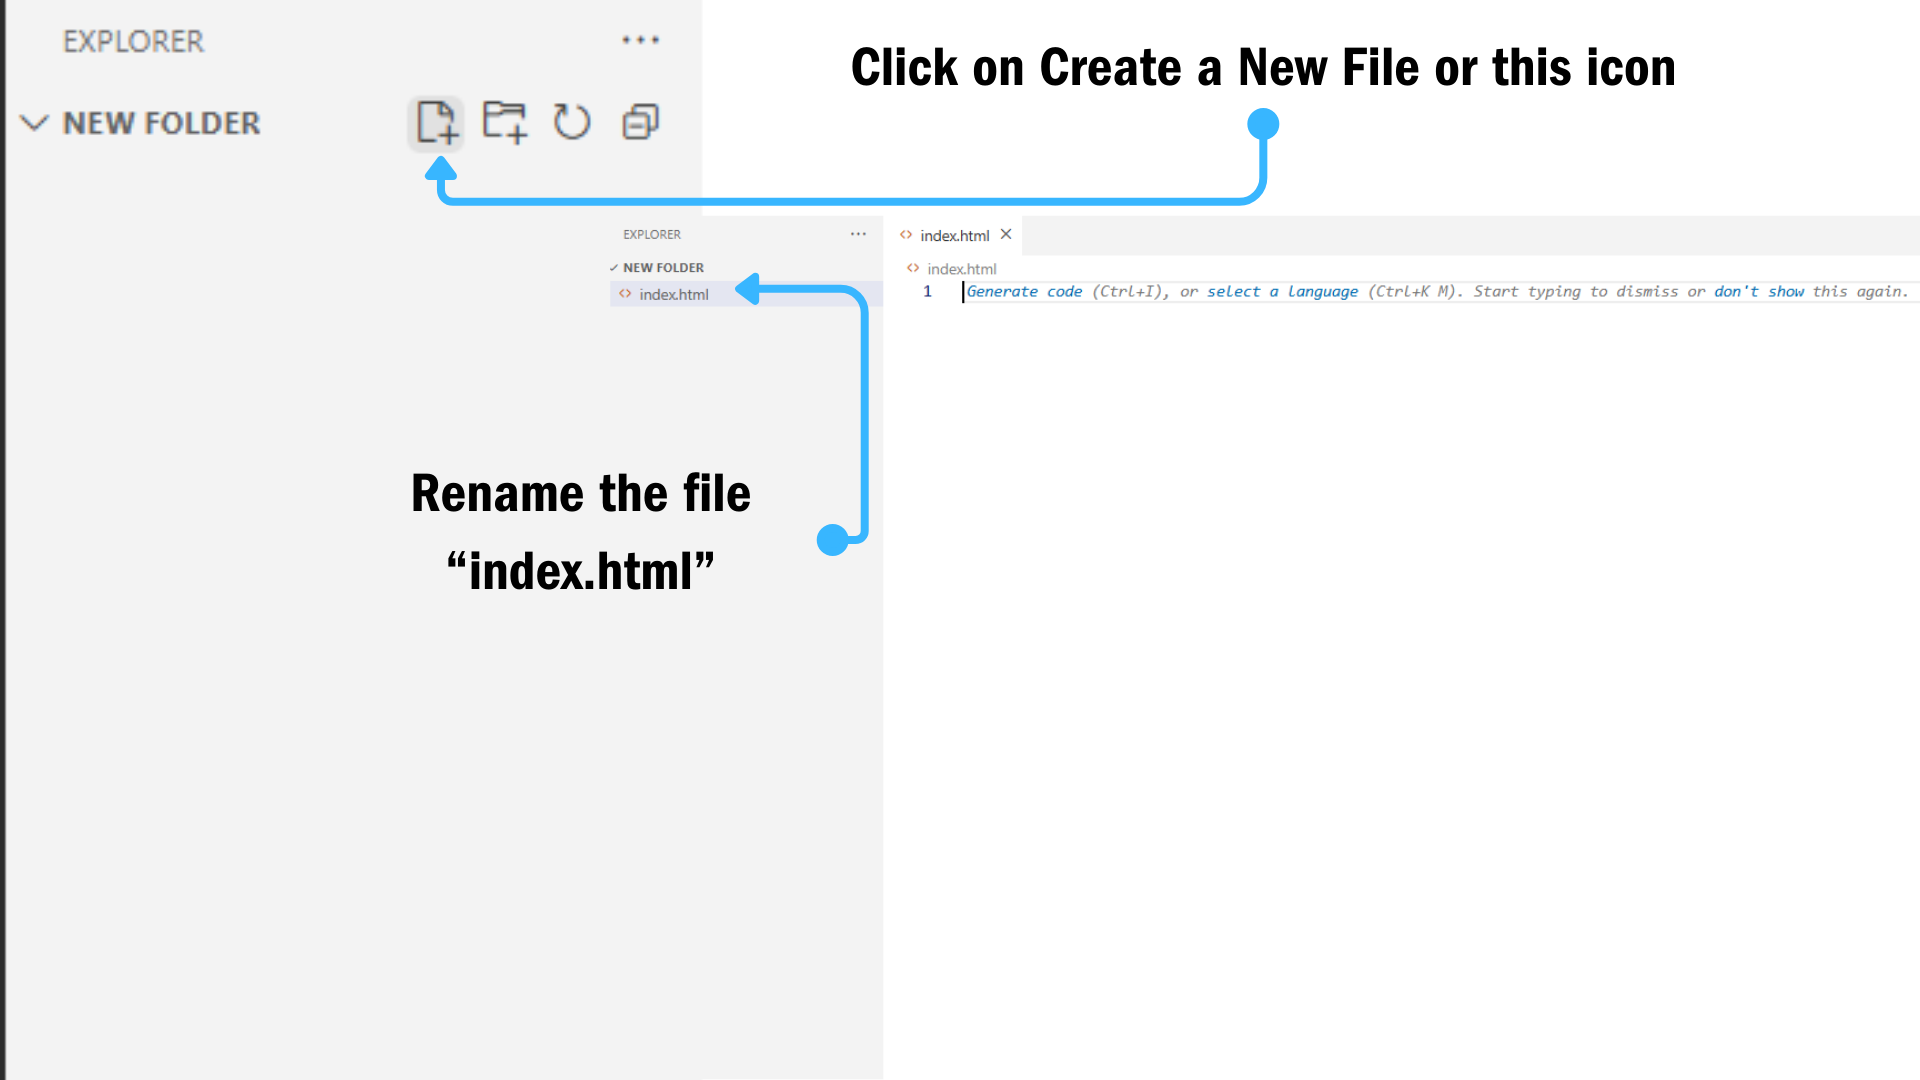 EXPLORER
Click on Create a New File or this icon
NEW FOLDER
EXPLORER
index.html
NEW FOLDER
index.html
index.html
1 Generate code (Ctrl+I), or select a language (Ctrl+K M). Start typing to dismiss or don't show this again.
Rename the file
“index.html”